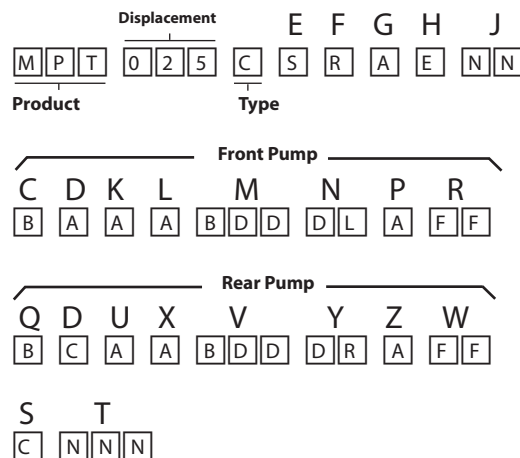 Displacement
E F G H J
M P T 0 2 5 C S R A E N N
Product Type
Front Pump
C D K L M N P R
B A A A B D D D L A F F
Rear Pump
Q D U X V Y Z W
B C A A B D D D R A F F
S T
C N N N